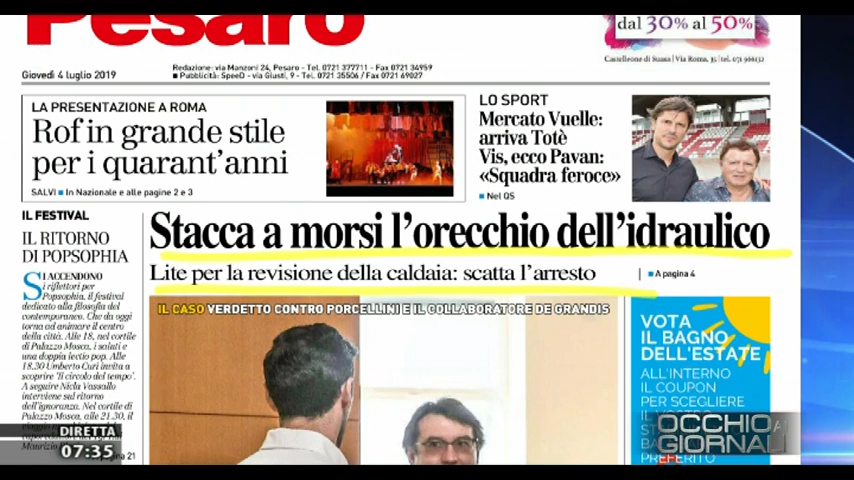 Pesaro
dal 30% al 50%
Castelleone di Suasa | Via Roma, 35 | tel. 071 966132
Giovedì 4 luglio 2019
Redazione: via Manzoni 24, Pesaro - Tel. 0721 377711 - Fax 0721 34959
■ Pubblicità: SpeeD - via Giusti, 9 - Tel. 0721 35506 / Fax 0721 69027
LA PRESENTAZIONE A ROMA
Rof in grande stile
per i quarant'anni
SALVI ■ In Nazionale e alle pagine 2 e 3
LO SPORT
Mercato Vuelle:
arriva Totè
Vis, ecco Pavan:
«Squadra feroce»
■ Nel QS
IL FESTIVAL
IL RITORNO
DI POPSOPHIA
SI ACCENDONO
i riflettori per
Popsophia, il festival
dedicato alla filosofia del
contemporaneo. Che da oggi
torna ad animare il centro
della città. Alle 18, nel cortile
di Palazzo Mosca, i saluti e
una doppia lectio pop. Alle
18.30 Umberto Curi invita a
scoprire 'Il circolo del tempo'.
A seguire Nicla Vassallo
interviene sul ritorno
dell'ignoranza. Nel cortile di
Palazzo Mosca, alle 21.30, il
pagina 21
Stacca a morsi l'orecchio dell'idraulico
Lite per la revisione della caldaia: scatta l'arresto
■ A pagina 4
IL CASO VERDETTO CONTRO PORCELLINI E IL COLLABORATORE DE GRANDIS
VOTA
IL BAGNO
DELL'ESTATE
ALL'INTERNO
IL COUPON
PER SCEGLIERE
IL
PREFERITO
OCCHIO AI
GIORNALI
DIRETTA
07:35